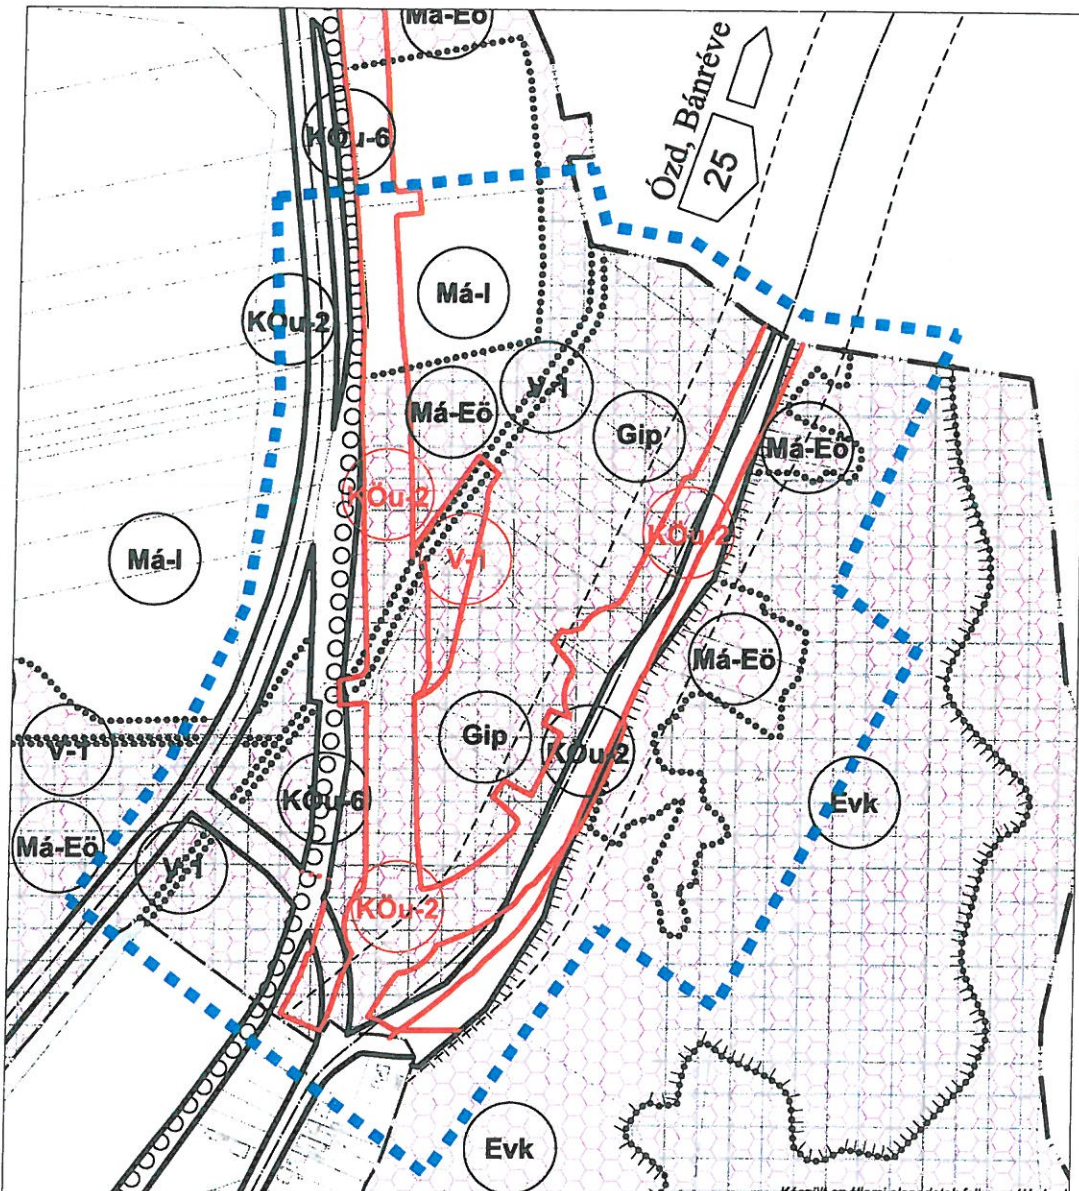 Má-Eö
KÖu-6
Ózd, Bánréve
25
Má-I
KÖu-2
V-1
Má-Eö
Gip
Má-Eö
KÖu-2
KÖu-2
V-1
Má-I
Má-Eö
Gip
KÖu-2
V-1
KÖu-6
Evk
Má-Eö
V-1
KÖu-2
Evk